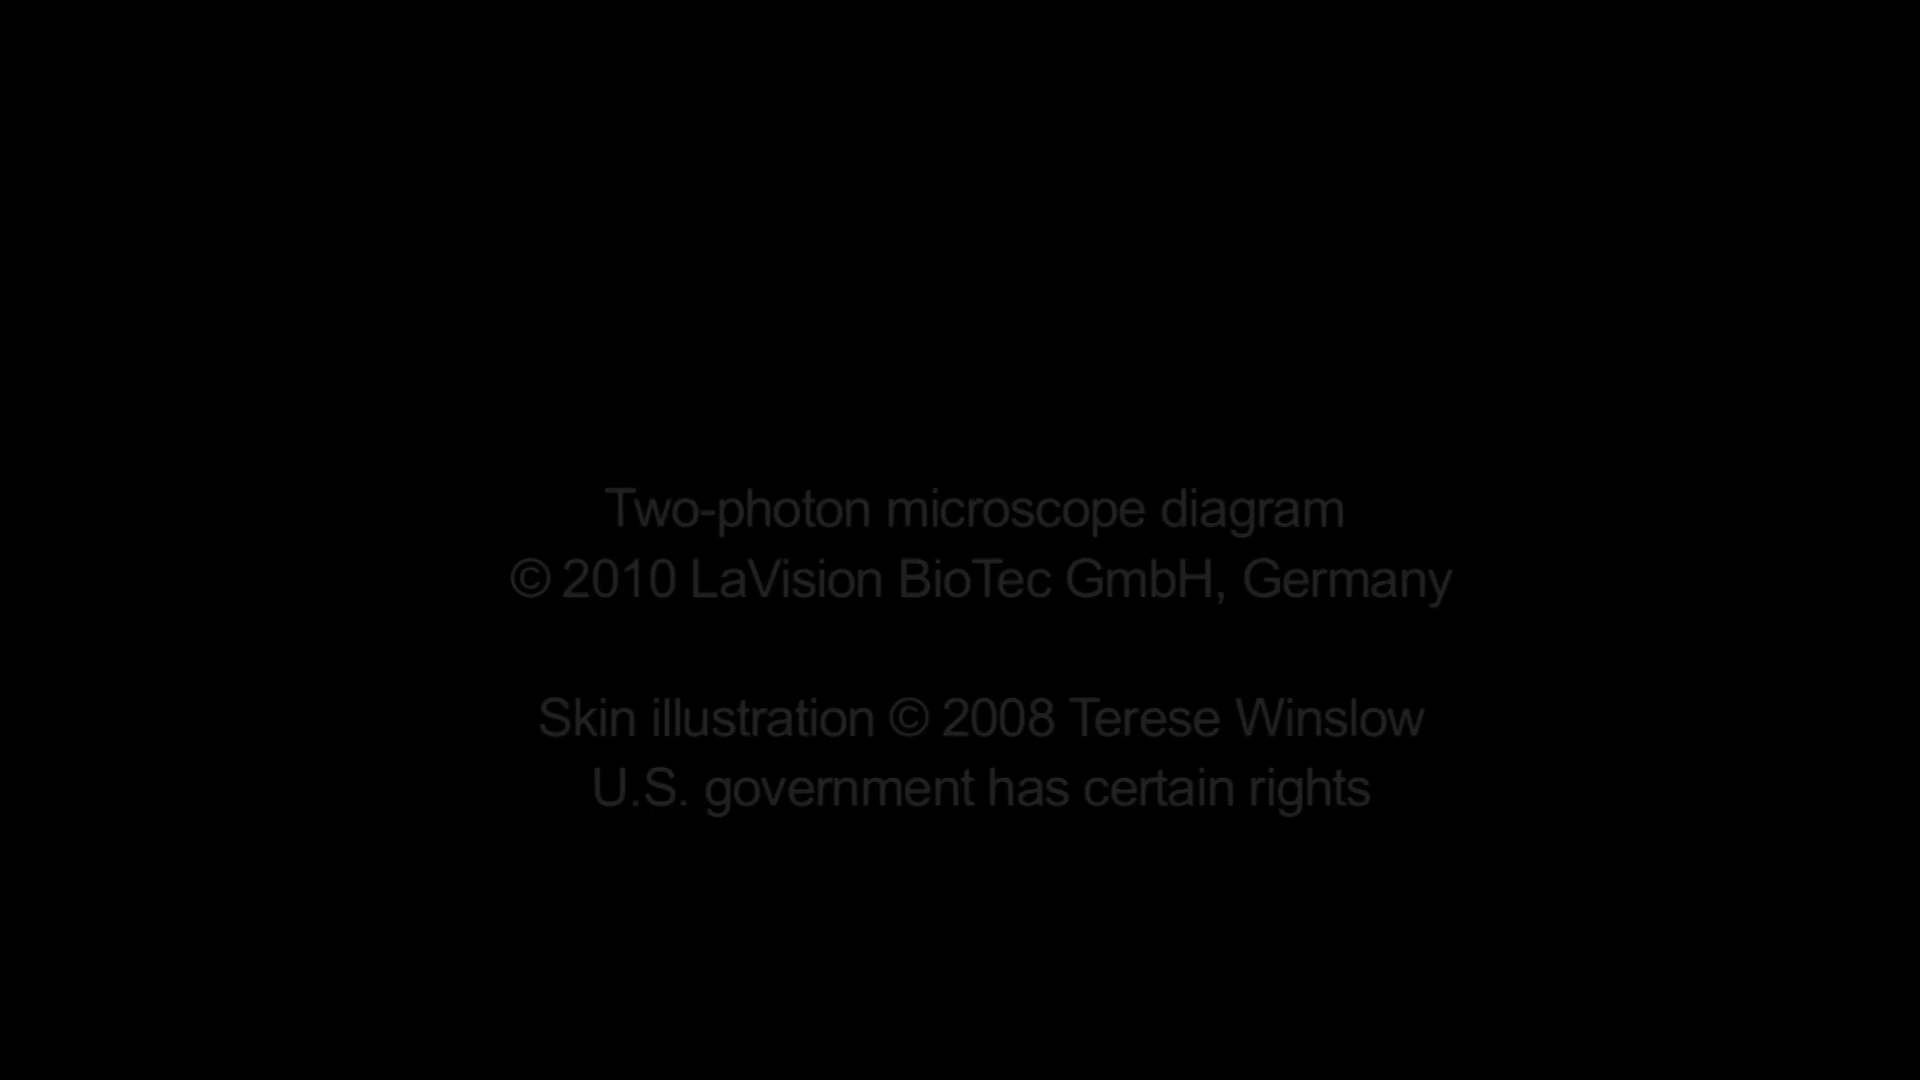 Two-photon microscope diagram
© 2010 LaVision BioTec GmbH, Germany
Skin illustration © 2008 Terese Winslow
U.S. government has certain rights